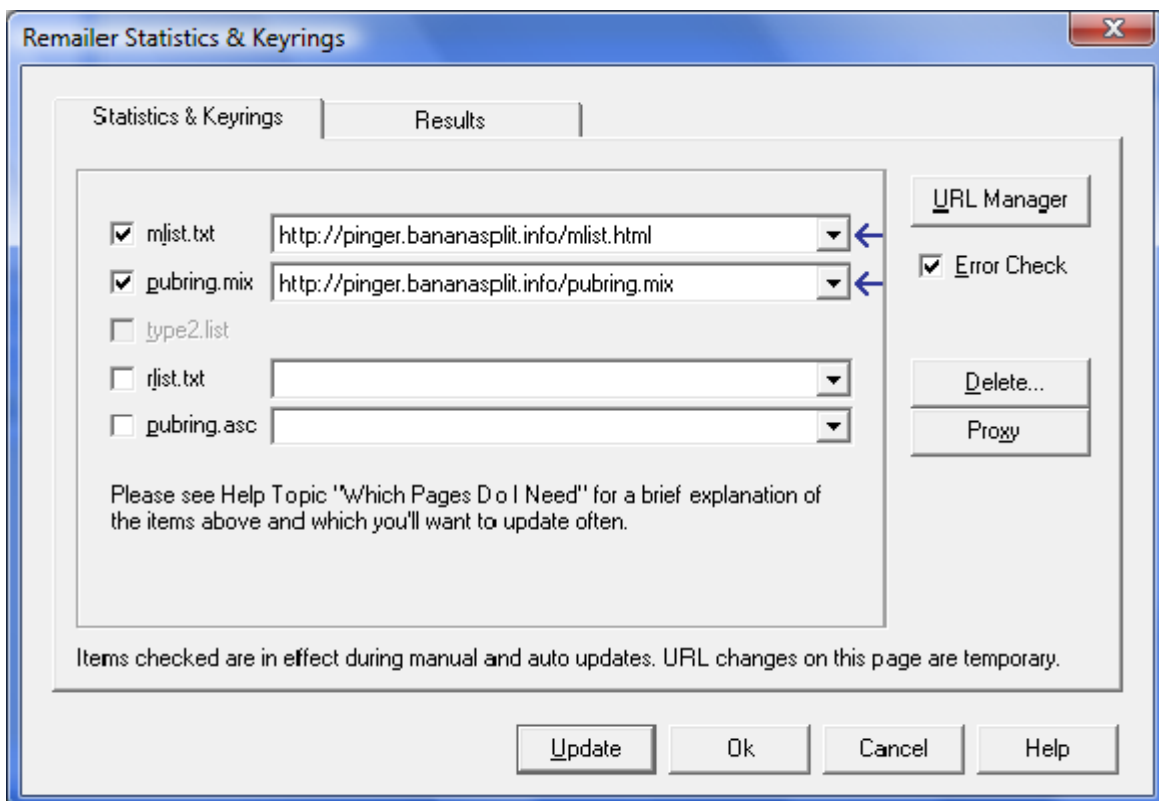 Remailer Statistics & Keyrings
Statistics & Keyrings
Results
mlist.txt
http://pinger.bananasplit.info/mlist.html
URL Manager
pubring.mix
http://pinger.bananasplit.info/pubring.mix
Error Check
type2.list
rlist.txt
Delete...
pubring.asc
Proxy
Please see Help Topic "Which Pages Do I Need" for a brief explanation of
the items above and which you'll want to update often.
Items checked are in effect during manual and auto updates. URL changes on this page are temporary.
Update
Ok
Cancel
Help